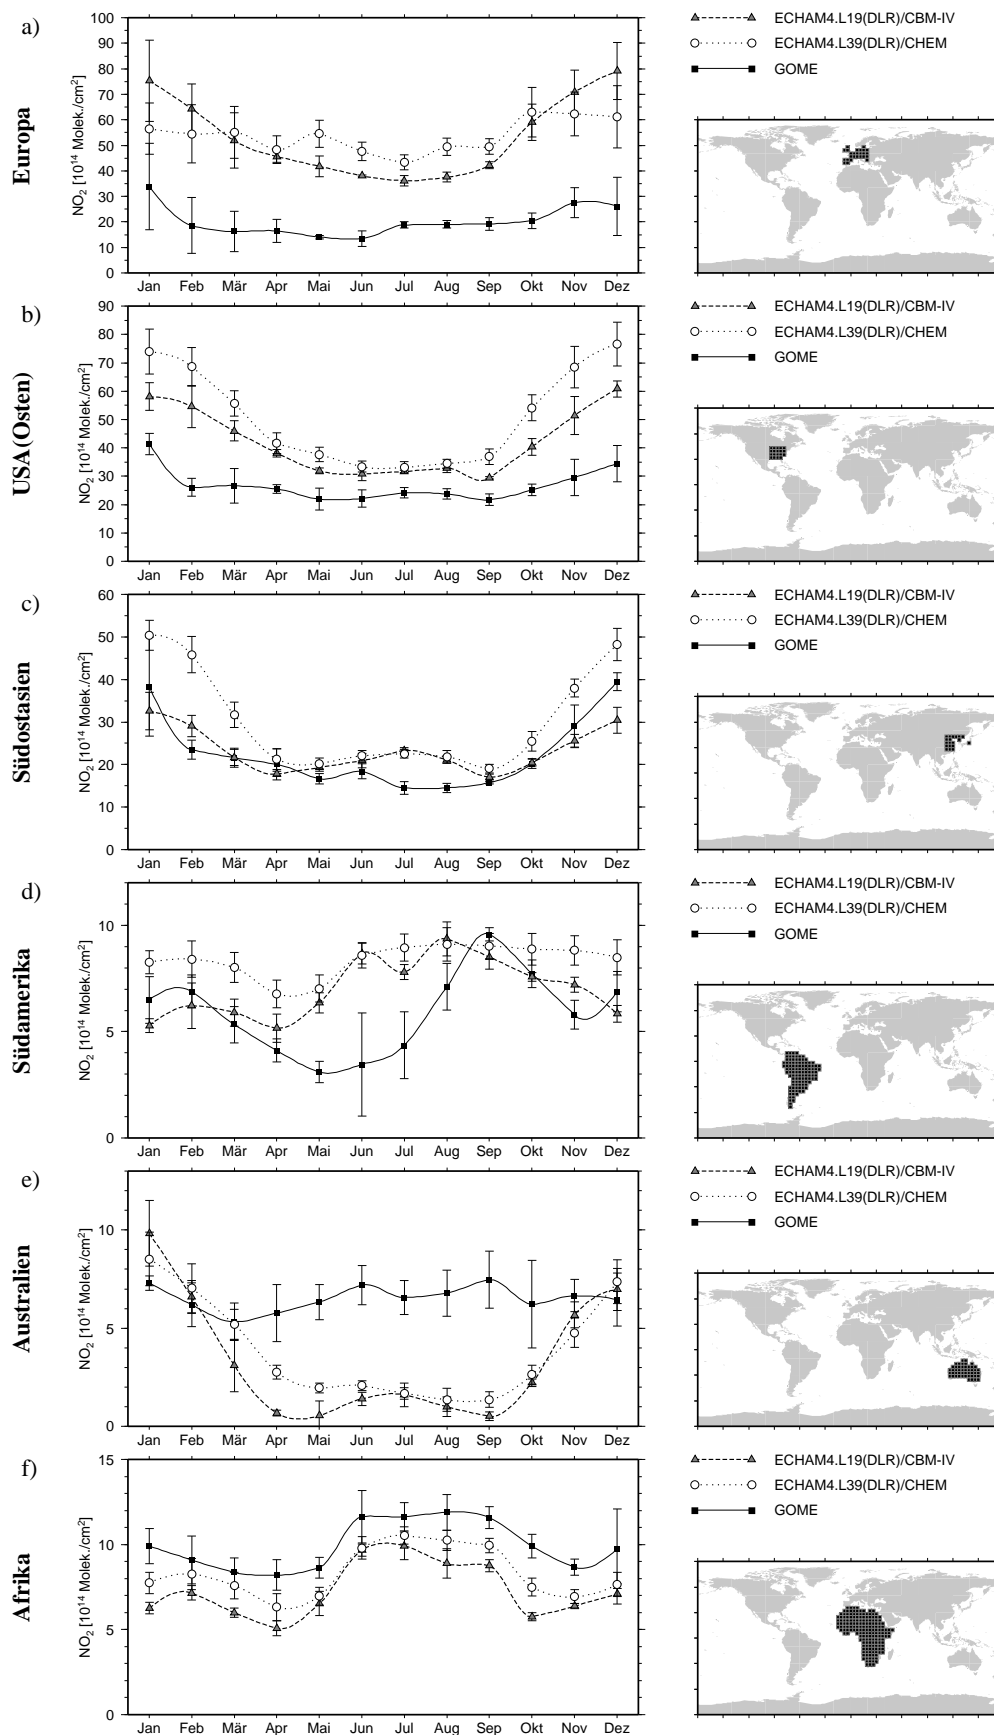 a)
Europa
NO2 [10^14 Molek./cm^2]
100
90
80
70
60
50
40
30
20
10
0
Jan Feb Mär Apr Mai Jun Jul Aug Sep Okt Nov Dez
ECHAM4.L19(DLR)/CBM-IV
ECHAM4.L39(DLR)/CHEM
GOME
b)
USA(Osten)
NO2 [10^14 Molek./cm^2]
90
80
70
60
50
40
30
20
10
0
Jan Feb Mär Apr Mai Jun Jul Aug Sep Okt Nov Dez
ECHAM4.L19(DLR)/CBM-IV
ECHAM4.L39(DLR)/CHEM
GOME
c)
Südostasien
NO2 [10^14 Molek./cm^2]
60
50
40
30
20
10
0
Jan Feb Mär Apr Mai Jun Jul Aug Sep Okt Nov Dez
ECHAM4.L19(DLR)/CBM-IV
ECHAM4.L39(DLR)/CHEM
GOME
d)
Südamerika
NO2 [10^14 Molek./cm^2]
10
5
0
Jan Feb Mär Apr Mai Jun Jul Aug Sep Okt Nov Dez
ECHAM4.L19(DLR)/CBM-IV
ECHAM4.L39(DLR)/CHEM
GOME
e)
Australien
NO2 [10^14 Molek./cm^2]
10
5
0
Jan Feb Mär Apr Mai Jun Jul Aug Sep Okt Nov Dez
ECHAM4.L19(DLR)/CBM-IV
ECHAM4.L39(DLR)/CHEM
GOME
f)
Afrika
NO2 [10^14 Molek./cm^2]
15
10
5
0
Jan Feb Mär Apr Mai Jun Jul Aug Sep Okt Nov Dez
ECHAM4.L19(DLR)/CBM-IV
ECHAM4.L39(DLR)/CHEM
GOME